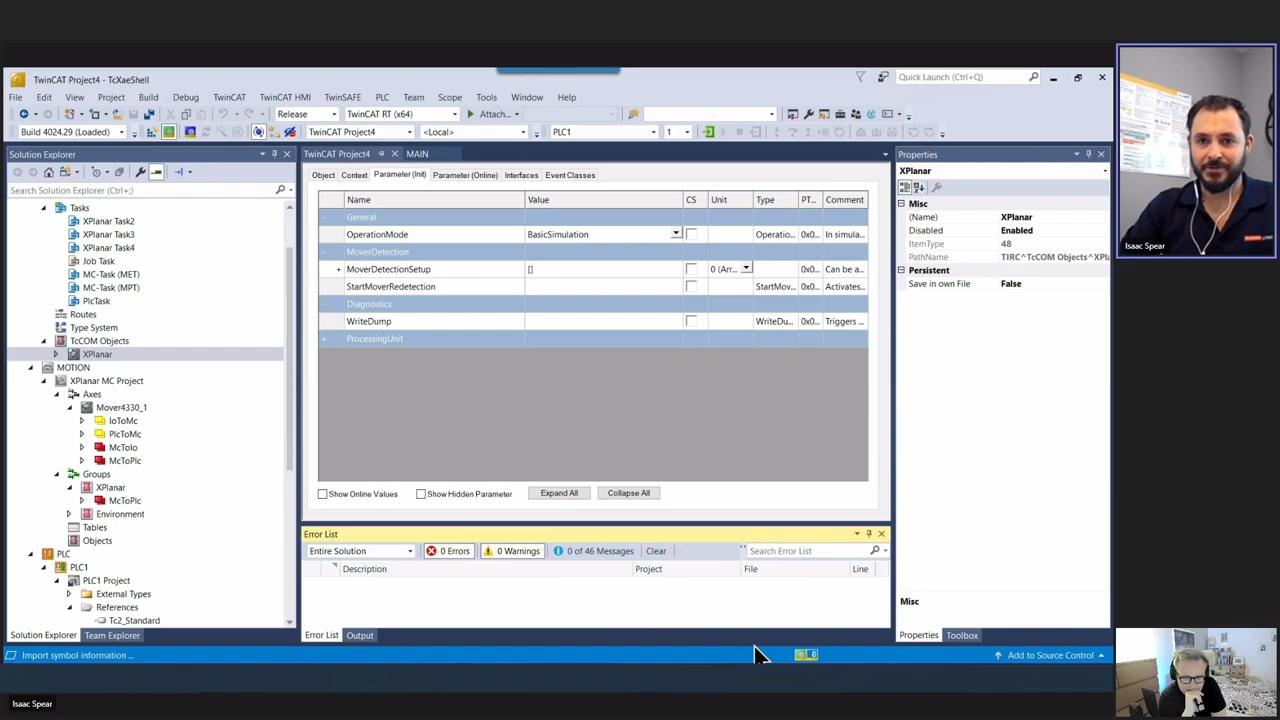 TwinCAT Project4 - TcXaeShell
Quick Launch (Ctrl+Q)
File Edit View Project Build Debug TwinCAT TwinCAT HMI TwinSAFE PLC Team Scope Tools Window Help
Release TwinCAT RT (x64) Attach...
Build 4024.29 (Loaded) TwinCAT Project4 <Local> PLC1 1
Solution Explorer
Search Solution Explorer (Ctrl+;)
Tasks
XPlanar Task2
XPlanar Task3
XPlanar Task4
Job Task
MC-Task (MET)
MC-Task (MPT)
PlcTask
Routes
Type System
TcCOM Objects
XPlanar
MOTION
XPlanar MC Project
Axes
Mover4330_1
IoToMc
PlcToMc
McToIo
McToPlc
Groups
XPlanar
McToPlc
Environment
Tables
Objects
PLC
PLC1
PLC1 Project
External Types
References
Tc2_Standard
Solution Explorer Team Explorer
TwinCAT Project4 MAIN
Object Context Parameter (Init) Parameter (Online) Interfaces Event Classes
Name Value CS Unit Type PT... Comment
General
OperationMode BasicSimulation Operatio... 0x0... In simula...
MoverDetection
MoverDetectionSetup [] 0 (Arr... 0x0... Can be a...
StartMoverRedetection StartMov... 0x0... Activates...
Diagnostics
WriteDump WriteDu... 0x0... Triggers ...
ProcessingUnit
Show Online Values Show Hidden Parameter Expand All Collapse All
Error List
Entire Solution 0 Errors 0 Warnings 0 of 46 Messages Clear Search Error List
Description Project File Line
Error List Output
Properties
XPlanar
Misc
(Name) XPlanar
Disabled Enabled
ItemType 48
PathName TIRC^TcCOM Objects^XPla
Persistent
Save in own File False
Misc
Properties Toolbox
Import symbol information ... Add to Source Control
Isaac Spear
Isaac Spear